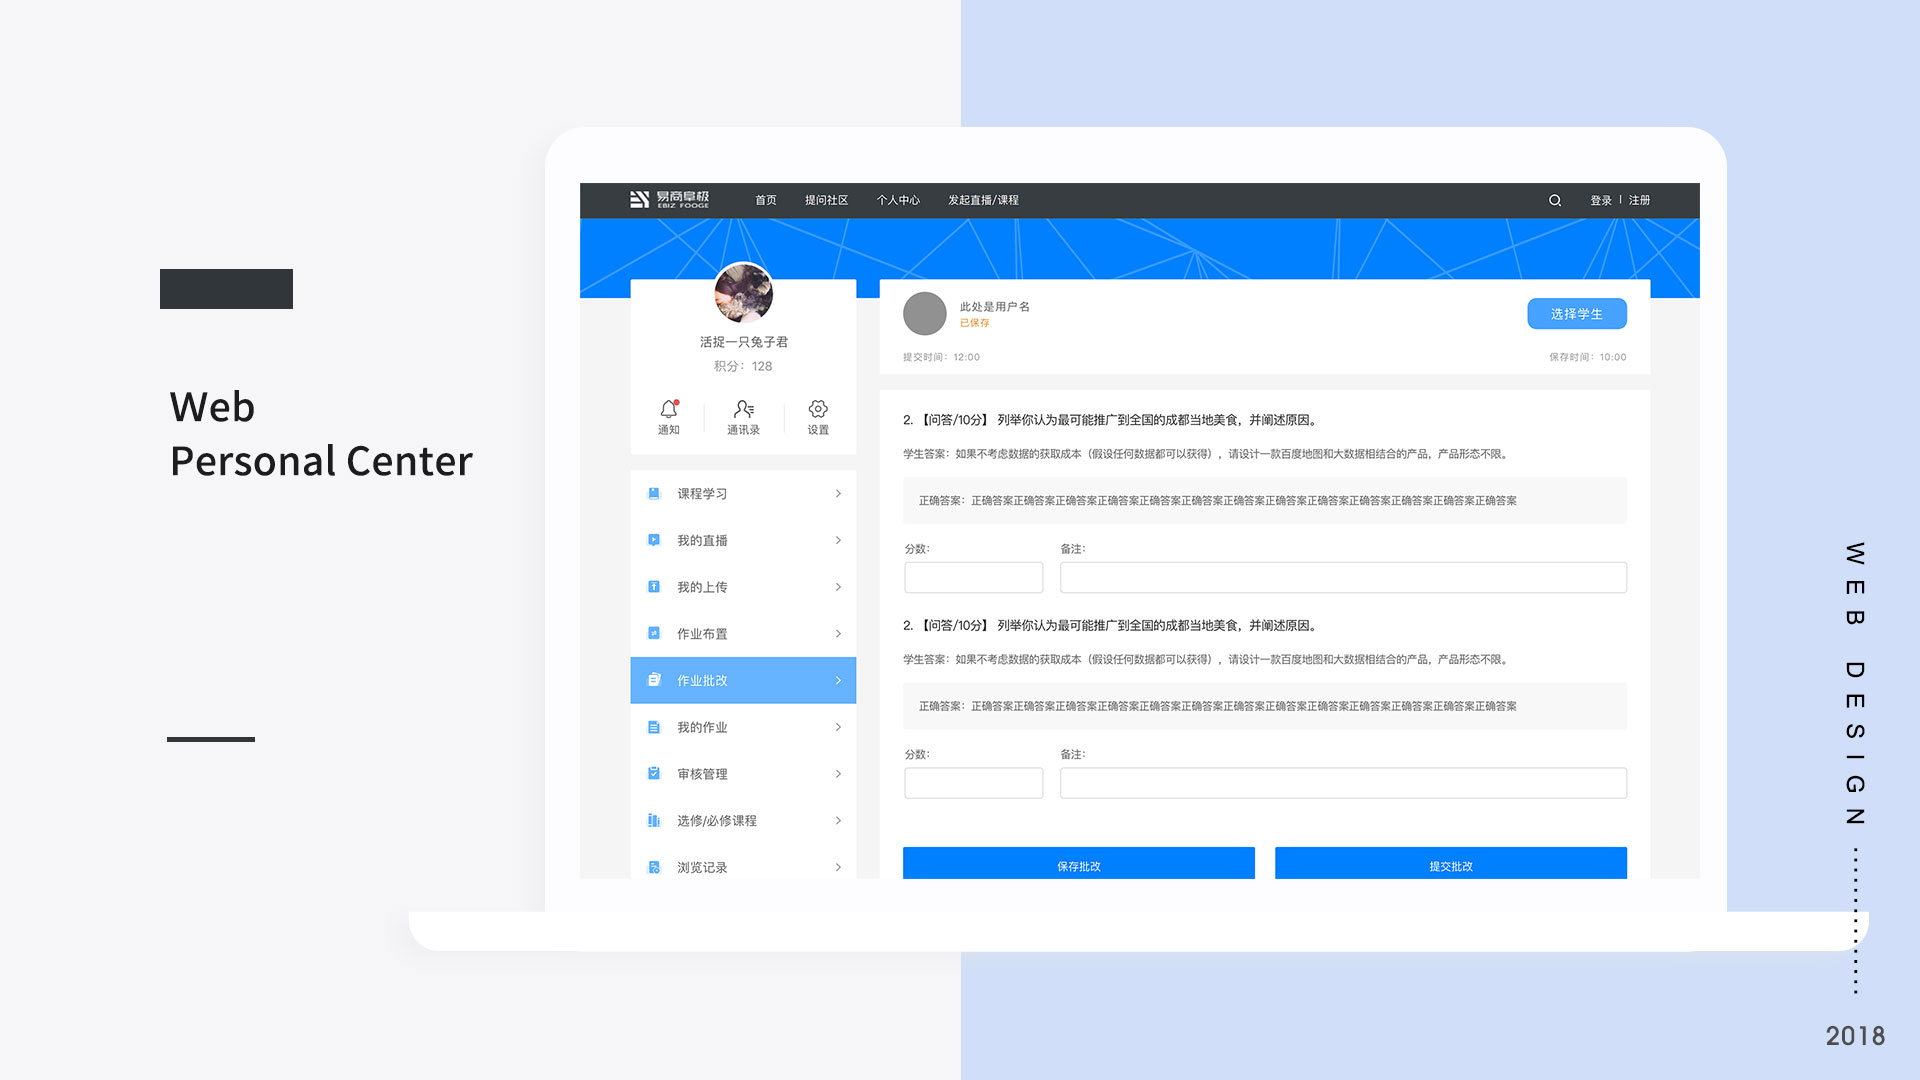 Web
Personal Center
易商阜极
EBIZ FOOGE
首页 提问社区 个人中心 发起直播/课程 登录 | 注册
活捉一只兔子君
积分：128
通知 通讯录 设置
课程学习
我的直播
我的上传
作业布置
作业批改
我的作业
审核管理
选修/必修课程
浏览记录
此处是用户名
已保存
选择学生
提交时间：12:00 保存时间：10:00
2. 【问答/10分】 列举你认为最可能推广到全国的成都当地美食，并阐述原因。
学生答案：如果不考虑数据的获取成本（假设任何数据都可以获得），请设计一款百度地图和大数据相结合的产品，产品形态不限。
正确答案：正确答案正确答案正确答案正确答案正确答案正确答案正确答案正确答案正确答案正确答案正确答案正确答案正确答案
分数： 备注：
2. 【问答/10分】 列举你认为最可能推广到全国的成都当地美食，并阐述原因。
学生答案：如果不考虑数据的获取成本（假设任何数据都可以获得），请设计一款百度地图和大数据相结合的产品，产品形态不限。
正确答案：正确答案正确答案正确答案正确答案正确答案正确答案正确答案正确答案正确答案正确答案正确答案正确答案正确答案
分数： 备注：
保存批改 提交批改
WEB DESIGN
2018